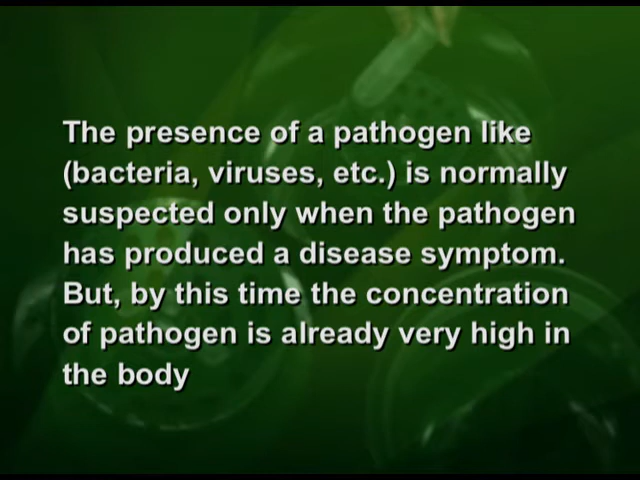 The presence of a pathogen like
(bacteria, viruses, etc.) is normally
suspected only when the pathogen
has produced a disease symptom.
But, by this time the concentration
of pathogen is already very high in
the body